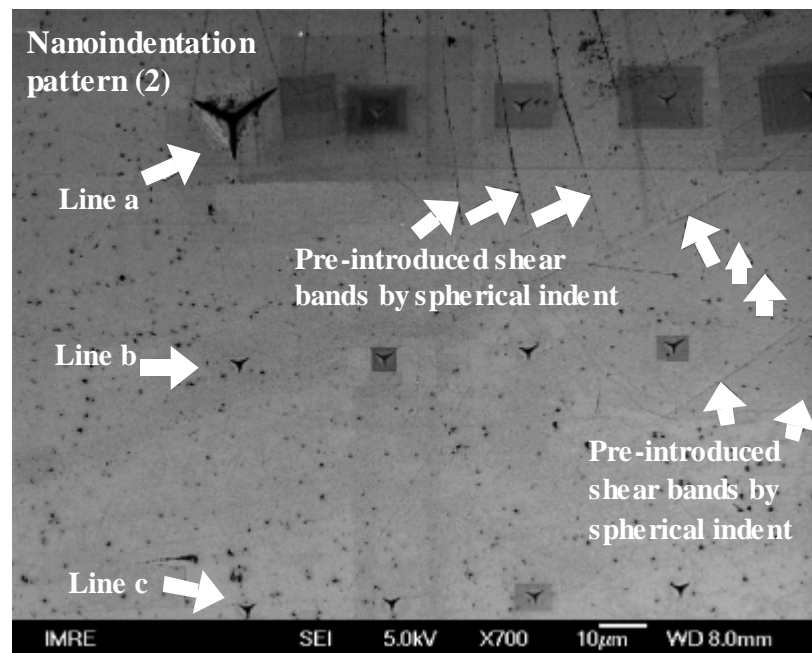 Nanoindentation
pattern (2)
Line a
Pre-introduced shear
bands by spherical indent
Line b
Pre-introduced
shear bands by
spherical indent
Line c
IMRE SEI 5.0kV X700 10μm WD 8.0mm